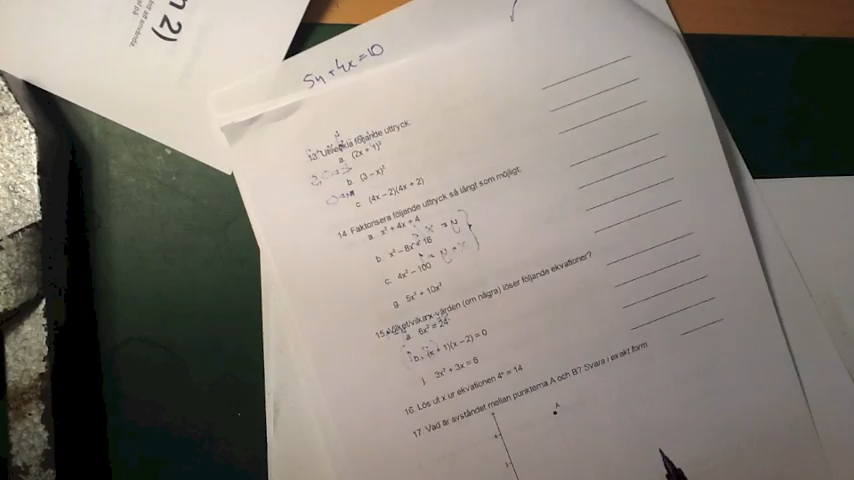 n 2)
5y + 4x = 10
13. Utveckla följande uttryck.
a. (2x + 1)²
b. (3 – x)²
c. (4x – 2)(4x + 2)
14. Faktorisera följande uttryck så långt som möjligt:
a. x² + 4x + 4
b. x² – 8x + 16
c. 4x² – 100
g. 5x² + 10x³
15. Vilket/vilka x-värden (om några) löser följande ekvationer?
a. 6x² = 24
b. (x + 1)(x – 2) = 0
j. 3x² + 3x = 6
16. Lös ut x ur ekvationen 4ˣ = 14
17. Vad är avståndet mellan punkterna A och B? Svara i exakt form
A